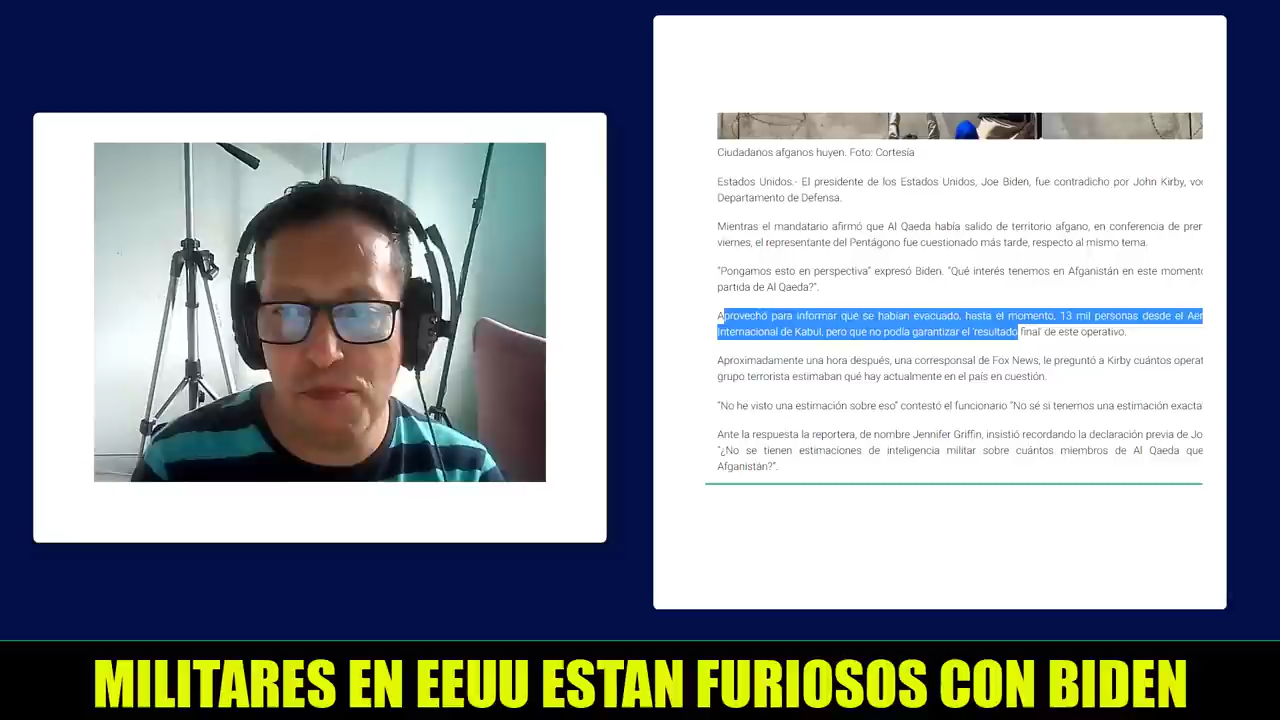 Ciudadanos afganos huyen. Foto: Cortesía
Estados Unidos.- El presidente de los Estados Unidos, Joe Biden, fue contradicho por John Kirby,
Departamento de Defensa.
Mientras el mandatario afirmó que Al Qaeda había salido de territorio afgano, en conferencia de
viernes, el representante del Pentágono fue cuestionado más tarde, respecto al mismo tema.
"Pongamos esto en perspectiva" expresó Biden. "Qué interés tenemos en Afganistán en este momento
partida de Al Qaeda?".
Aprovechó para informar que se habían evacuado, hasta el momento, 13 mil personas desde el
Internacional de Kabul, pero que no podía garantizar el 'resultado final' de este operativo.
Aproximadamente una hora después, una corresponsal de Fox News, le preguntó a Kirby cuántos
grupo terrorista estimaban qué hay actualmente en el país en cuestión.
"No he visto una estimación sobre eso" contestó el funcionario "No sé si tenemos una estimación exacta
Ante la respuesta la reportera, de nombre Jennifer Griffin, insistió recordando la declaración previa de
"¿No se tienen estimaciones de inteligencia militar sobre cuántos miembros de Al Qaeda que
Afganistán?".
MILITARES EN EEUU ESTAN FURIOSOS CON BIDEN